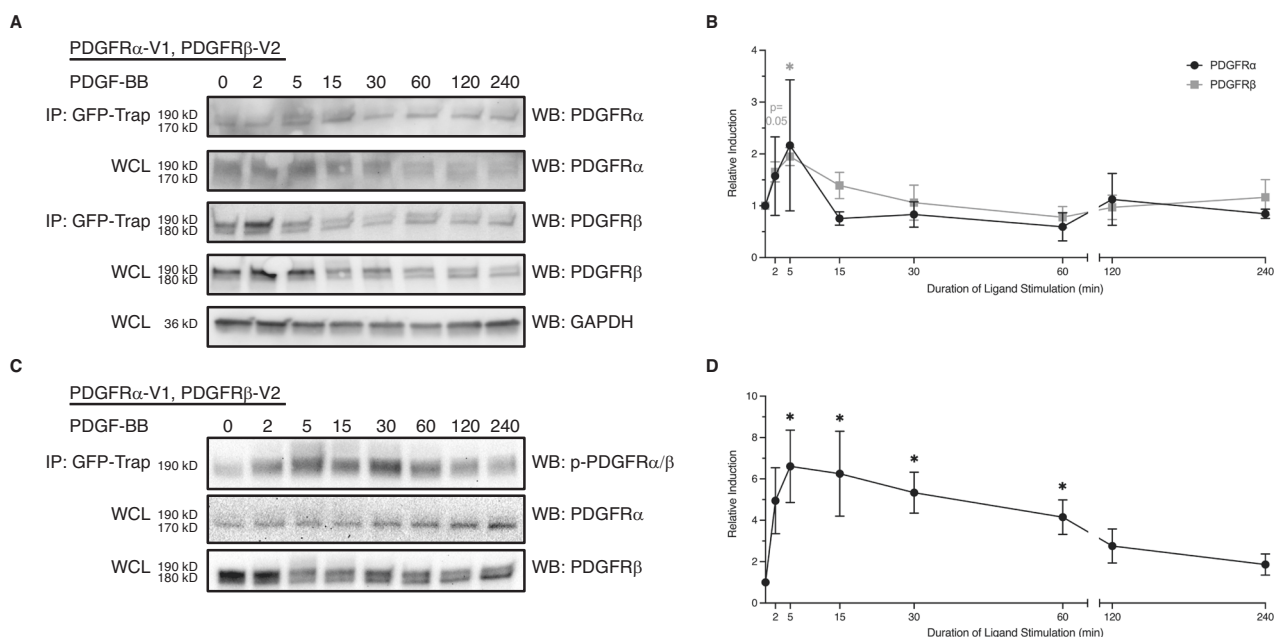 A
PDGFRα-V1, PDGFRβ-V2
PDGF-BB 0 2 5 15 30 60 120 240
IP: GFP-Trap 190 kD 170 kD WB: PDGFRα
WCL 190 kD 170 kD WB: PDGFRα
IP: GFP-Trap 190 kD 180 kD WB: PDGFRβ
WCL 190 kD 180 kD WB: PDGFRβ
WCL 36 kD WB: GAPDH
B
4
3
2
1
0
Relative Induction
p=
0.05
*
PDGFRα
PDGFRβ
2 5 15 30 60 120 240
Duration of Ligand Stimulation (min)
C
PDGFRα-V1, PDGFRβ-V2
PDGF-BB 0 2 5 15 30 60 120 240
IP: GFP-Trap 190 kD WB: p-PDGFRα/β
WCL 190 kD 170 kD WB: PDGFRα
WCL 190 kD 180 kD WB: PDGFRβ
D
10
8
6
4
2
0
Relative Induction
* * * *
2 5 15 30 60 120 240
Duration of Ligand Stimulation (min)